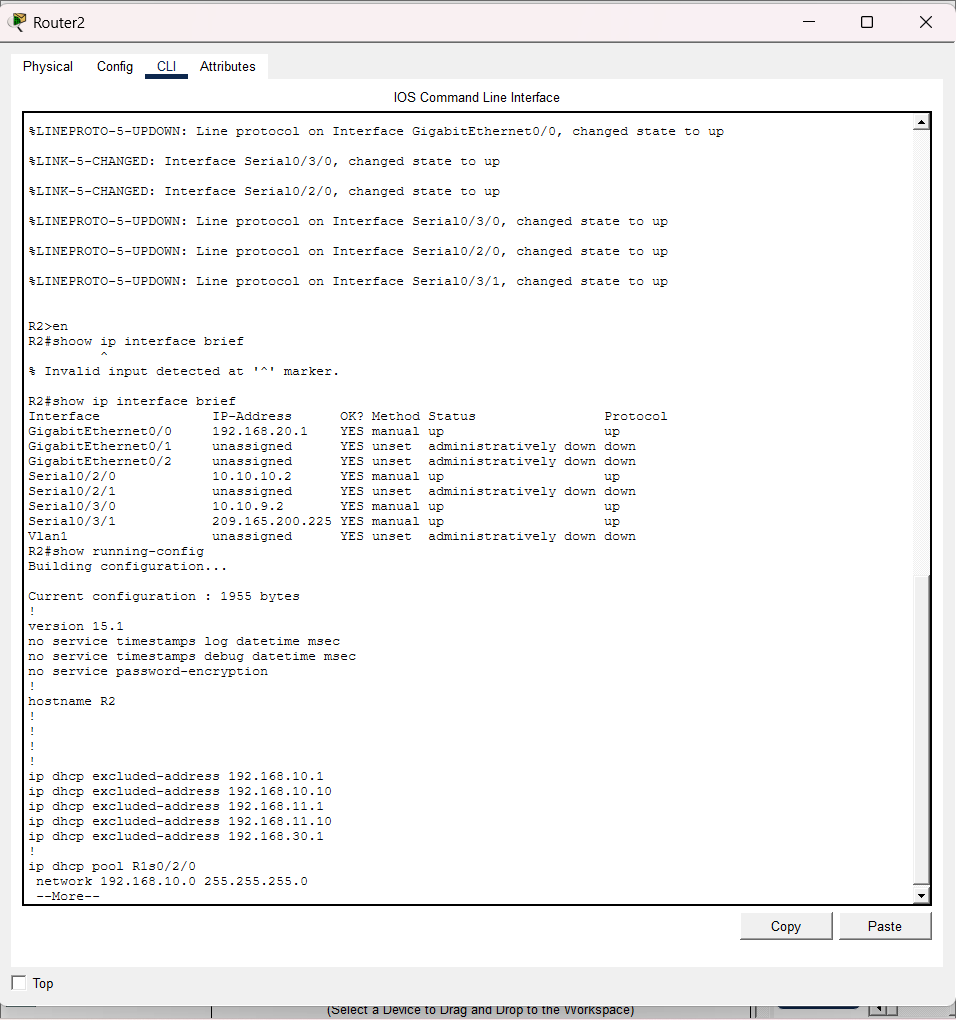 Router2
Physical Config CLI Attributes
IOS Command Line Interface
%LINEPROTO-5-UPDOWN: Line protocol on Interface GigabitEthernet0/0, changed state to up
%LINK-5-CHANGED: Interface Serial0/3/0, changed state to up
%LINK-5-CHANGED: Interface Serial0/2/0, changed state to up
%LINEPROTO-5-UPDOWN: Line protocol on Interface Serial0/3/0, changed state to up
%LINEPROTO-5-UPDOWN: Line protocol on Interface Serial0/2/0, changed state to up
%LINEPROTO-5-UPDOWN: Line protocol on Interface Serial0/3/1, changed state to up
R2>en
R2#shoow ip interface brief
^
% Invalid input detected at '^' marker.
R2#show ip interface brief
Interface IP-Address OK? Method Status Protocol
GigabitEthernet0/0 192.168.20.1 YES manual up up
GigabitEthernet0/1 unassigned YES unset administratively down down
GigabitEthernet0/2 unassigned YES unset administratively down down
Serial0/2/0 10.10.10.2 YES manual up up
Serial0/2/1 unassigned YES unset administratively down down
Serial0/3/0 10.10.9.2 YES manual up up
Serial0/3/1 209.165.200.225 YES manual up up
Vlan1 unassigned YES unset administratively down down
R2#show running-config
Building configuration...
Current configuration : 1955 bytes
!
version 15.1
no service timestamps log datetime msec
no service timestamps debug datetime msec
no service password-encryption
!
hostname R2
!
!
!
!
ip dhcp excluded-address 192.168.10.1
ip dhcp excluded-address 192.168.10.10
ip dhcp excluded-address 192.168.11.1
ip dhcp excluded-address 192.168.11.10
ip dhcp excluded-address 192.168.30.1
!
ip dhcp pool R1s0/2/0
network 192.168.10.0 255.255.255.0
--More--
Copy Paste
Top
(Select a Device to Drag and Drop to the Workspace)